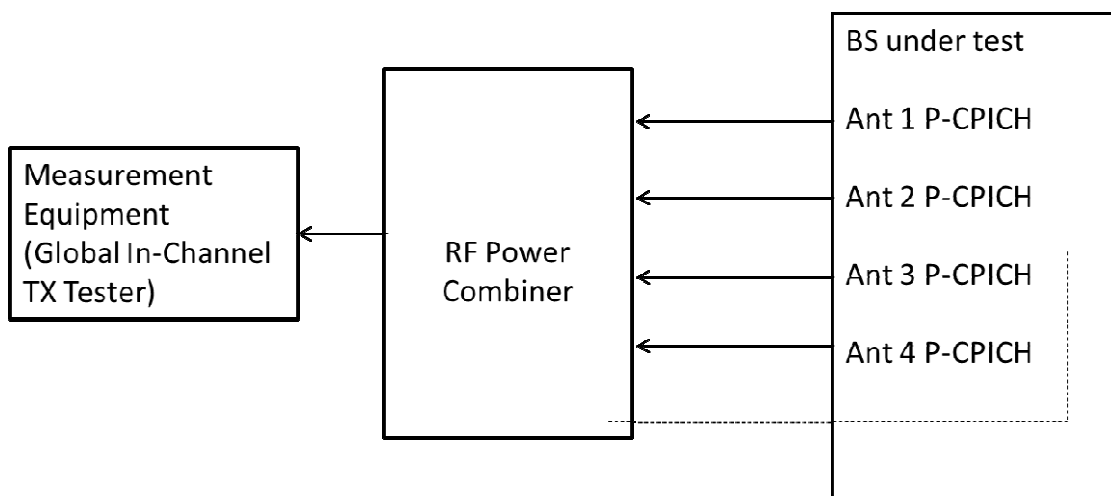 Measurement
Equipment
(Global In-Channel
TX Tester)
RF Power
Combiner
BS under test
Ant 1 P-CPICH
Ant 2 P-CPICH
Ant 3 P-CPICH
Ant 4 P-CPICH